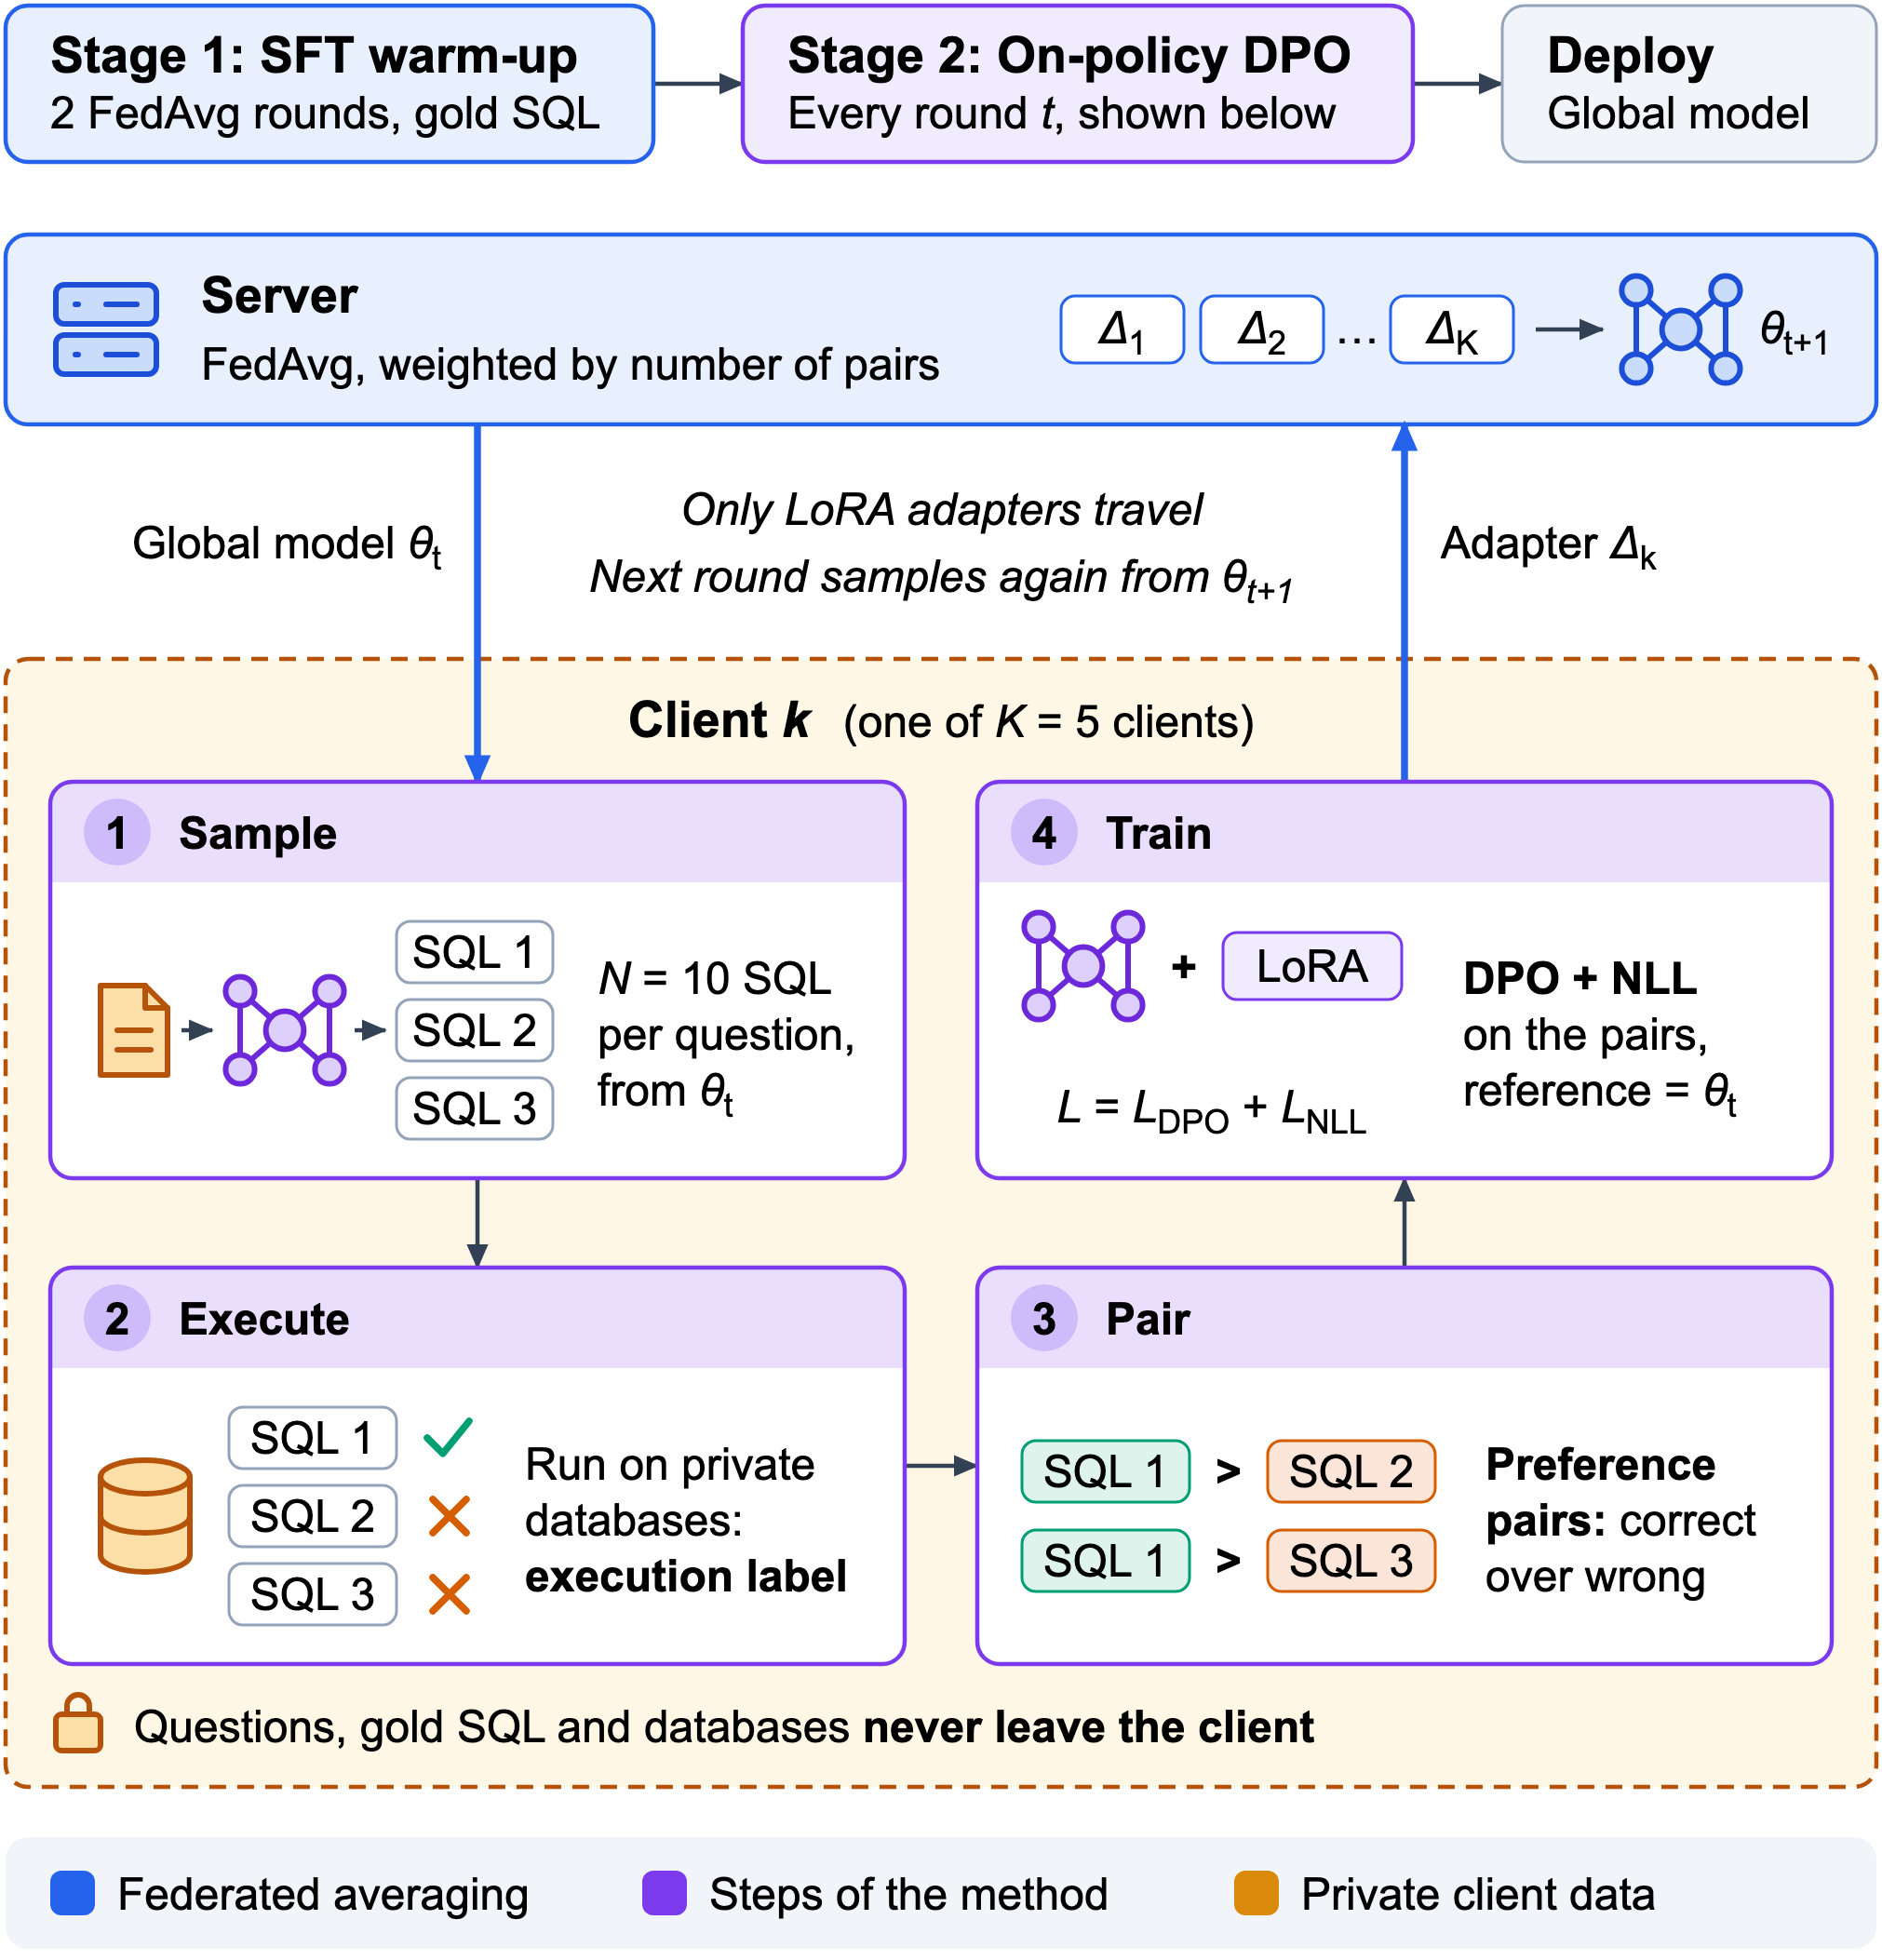 Stage 1: SFT warm-up
2 FedAvg rounds, gold SQL
Stage 2: On-policy DPO
Every round t, shown below
Deploy
Global model
Server
FedAvg, weighted by number of pairs
Δ1 Δ2 ... ΔK θt+1
Global model θt
Only LoRA adapters travel
Next round samples again from θt+1
Adapter Δk
Client k (one of K = 5 clients)
1 Sample
SQL 1
SQL 2
SQL 3
N = 10 SQL
per question,
from θt
4 Train
+ LoRA
L = LDPO + LNLL
DPO + NLL
on the pairs,
reference = θt
2 Execute
SQL 1
SQL 2
SQL 3
Run on private
databases:
execution label
3 Pair
SQL 1 > SQL 2
SQL 1 > SQL 3
Preference
pairs: correct
over wrong
Questions, gold SQL and databases never leave the client
Federated averaging
Steps of the method
Private client data